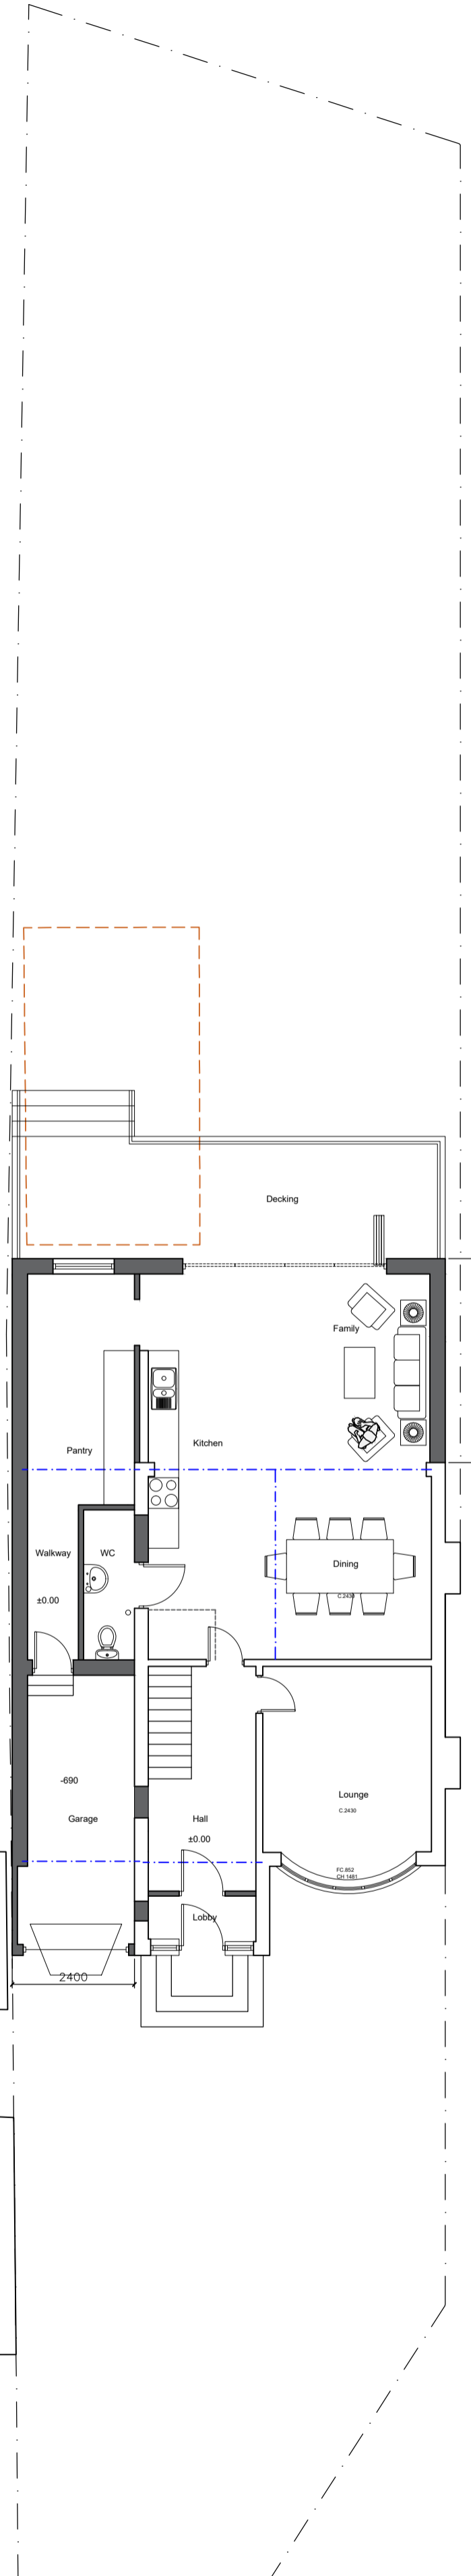 Decking
Family
Kitchen
Pantry
Walkway
WC
Dining
C.2430
±0.00
-690
Garage
Hall
±0.00
Lounge
C.2430
FC.852
CH 1481
Lobby
2400